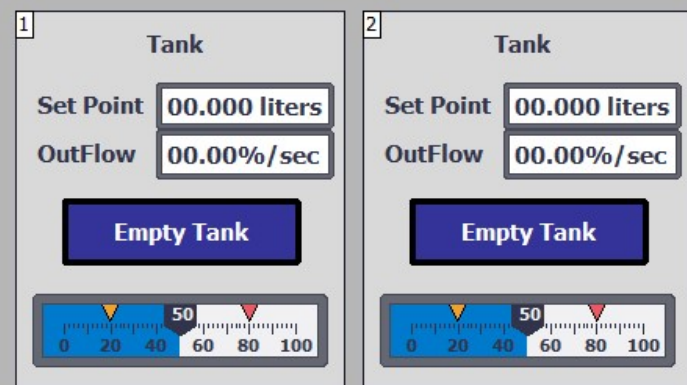 1
Tank
Set Point 00.000 liters
OutFlow 00.00%/sec
Empty Tank
50
0 20 40 60 80 100
2
Tank
Set Point 00.000 liters
OutFlow 00.00%/sec
Empty Tank
50
0 20 40 60 80 100